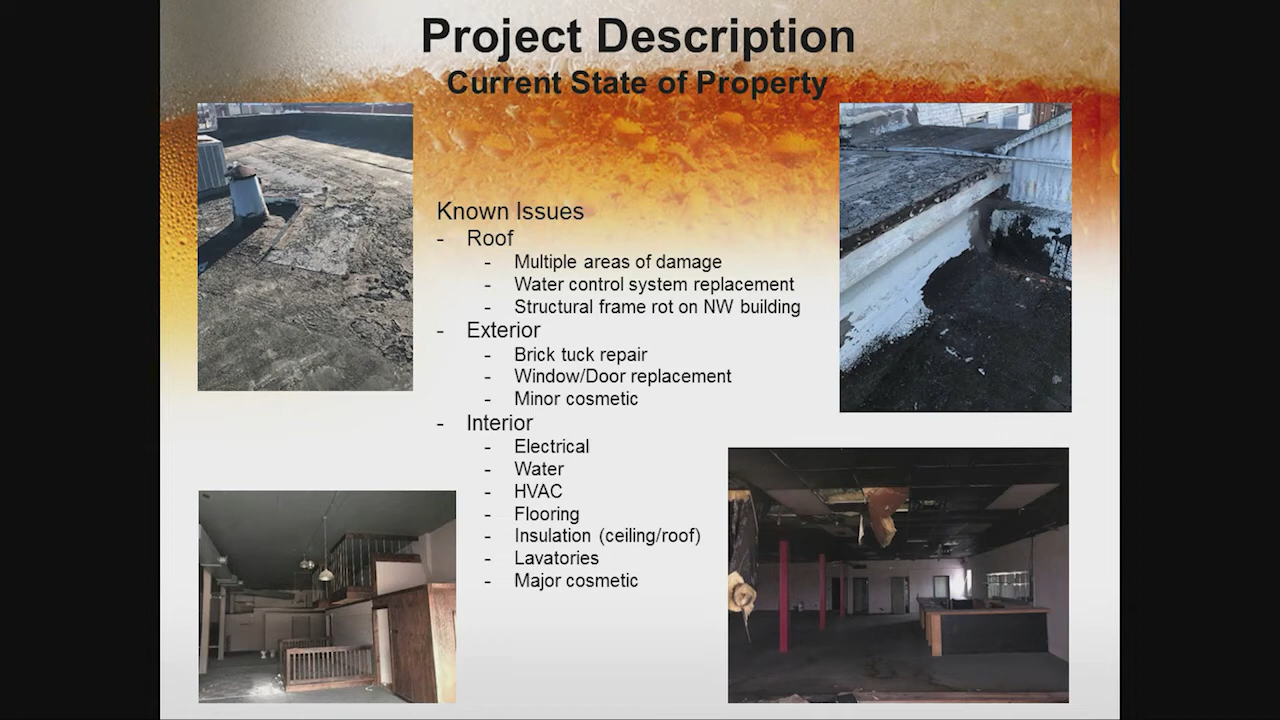 Project Description
Current State of Property
Known Issues
- Roof
- Multiple areas of damage
- Water control system replacement
- Structural frame rot on NW building
- Exterior
- Brick tuck repair
- Window/Door replacement
- Minor cosmetic
- Interior
- Electrical
- Water
- HVAC
- Flooring
- Insulation (ceiling/roof)
- Lavatories
- Major cosmetic